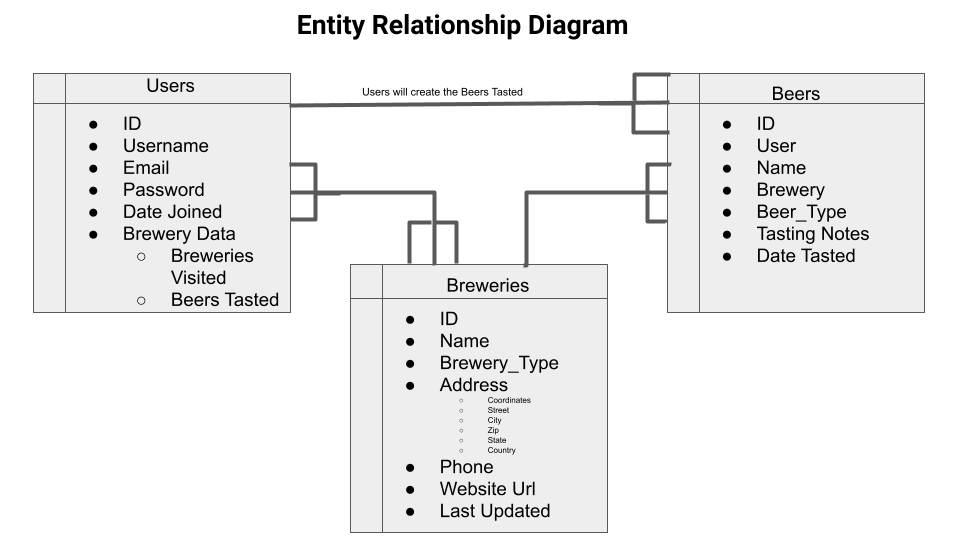 Entity Relationship Diagram
Users
● ID
● Username
● Email
● Password
● Date Joined
● Brewery Data
○ Breweries
Visited
○ Beers Tasted
Users will create the Beers Tasted
Beers
● ID
● User
● Name
● Brewery
● Beer_Type
● Tasting Notes
● Date Tasted
Breweries
● ID
● Name
● Brewery_Type
● Address
○ Coordinates
○ Street
○ City
○ Zip
○ State
○ Country
● Phone
● Website Url
● Last Updated